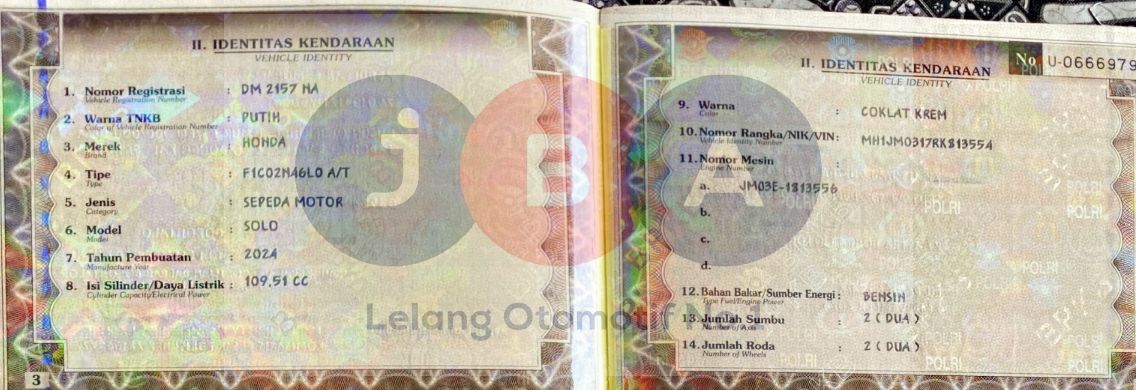 II. IDENTITAS KENDARAAN
VEHICLE IDENTITY
1. Nomor Registrasi : DM 2157 HA
Vehicle Registration Number
2. Warna TNKB : PUTIH
Color of Vehicle Registration Number
3. Merek : HONDA
Brand
4. Tipe : F1C02N46L0 A/T
Type
5. Jenis : SEPEDA MOTOR
Category
6. Model : SOLO
Model
7. Tahun Pembuatan : 2024
Manufacture Year
8. Isi Silinder/Daya Listrik : 109,51 CC
Cylinder Capacity/Electrical Power
3
II. IDENTITAS KENDARAAN
VEHICLE IDENTITY
No U-0666979
9. Warna : COKLAT KREM
Color
10. Nomor Rangka/NIK/VIN : MH1JM0317RK813554
Vehicle Identity Number
11. Nomor Mesin :
Engine Number
a. JM03E-1813556
b.
c.
d.
12. Bahan Bakar/Sumber Energi : BENSIN
Type Fuel/Engine Power
13. Jumlah Sumbu : 2 (DUA)
Number of Axis
14. Jumlah Roda : 2 (DUA)
Number of Wheels
POLRI
POLRI
POLRI
POLRI
POLRI
POLRI
jBA
Lelang Otomotif